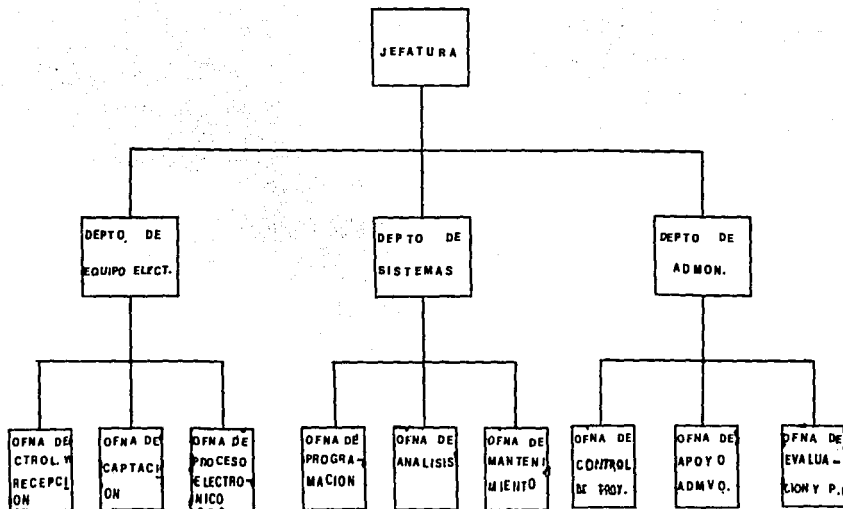 JEFATURA
DEPTO. DE
EQUIPO ELECT.
DEPTO DE
SISTEMAS
DEPTO DE
ADMON.
OFNA DE
CTROL. Y
RECEPCI
ON
OFNA DE
CAPTACI
ON
OFNA DE
PROCESO
ELECTRO-
NICO
OFNA DE
PROGRA-
MACION
OFNA DE
ANALISIS
OFNA DE
MANTENI
MIENTO
OFNA DE
CONTROL
DE PROY.
OFNA DE
APOYO
ADMVO.
OFNA DE
EVALUA-
CION Y P.